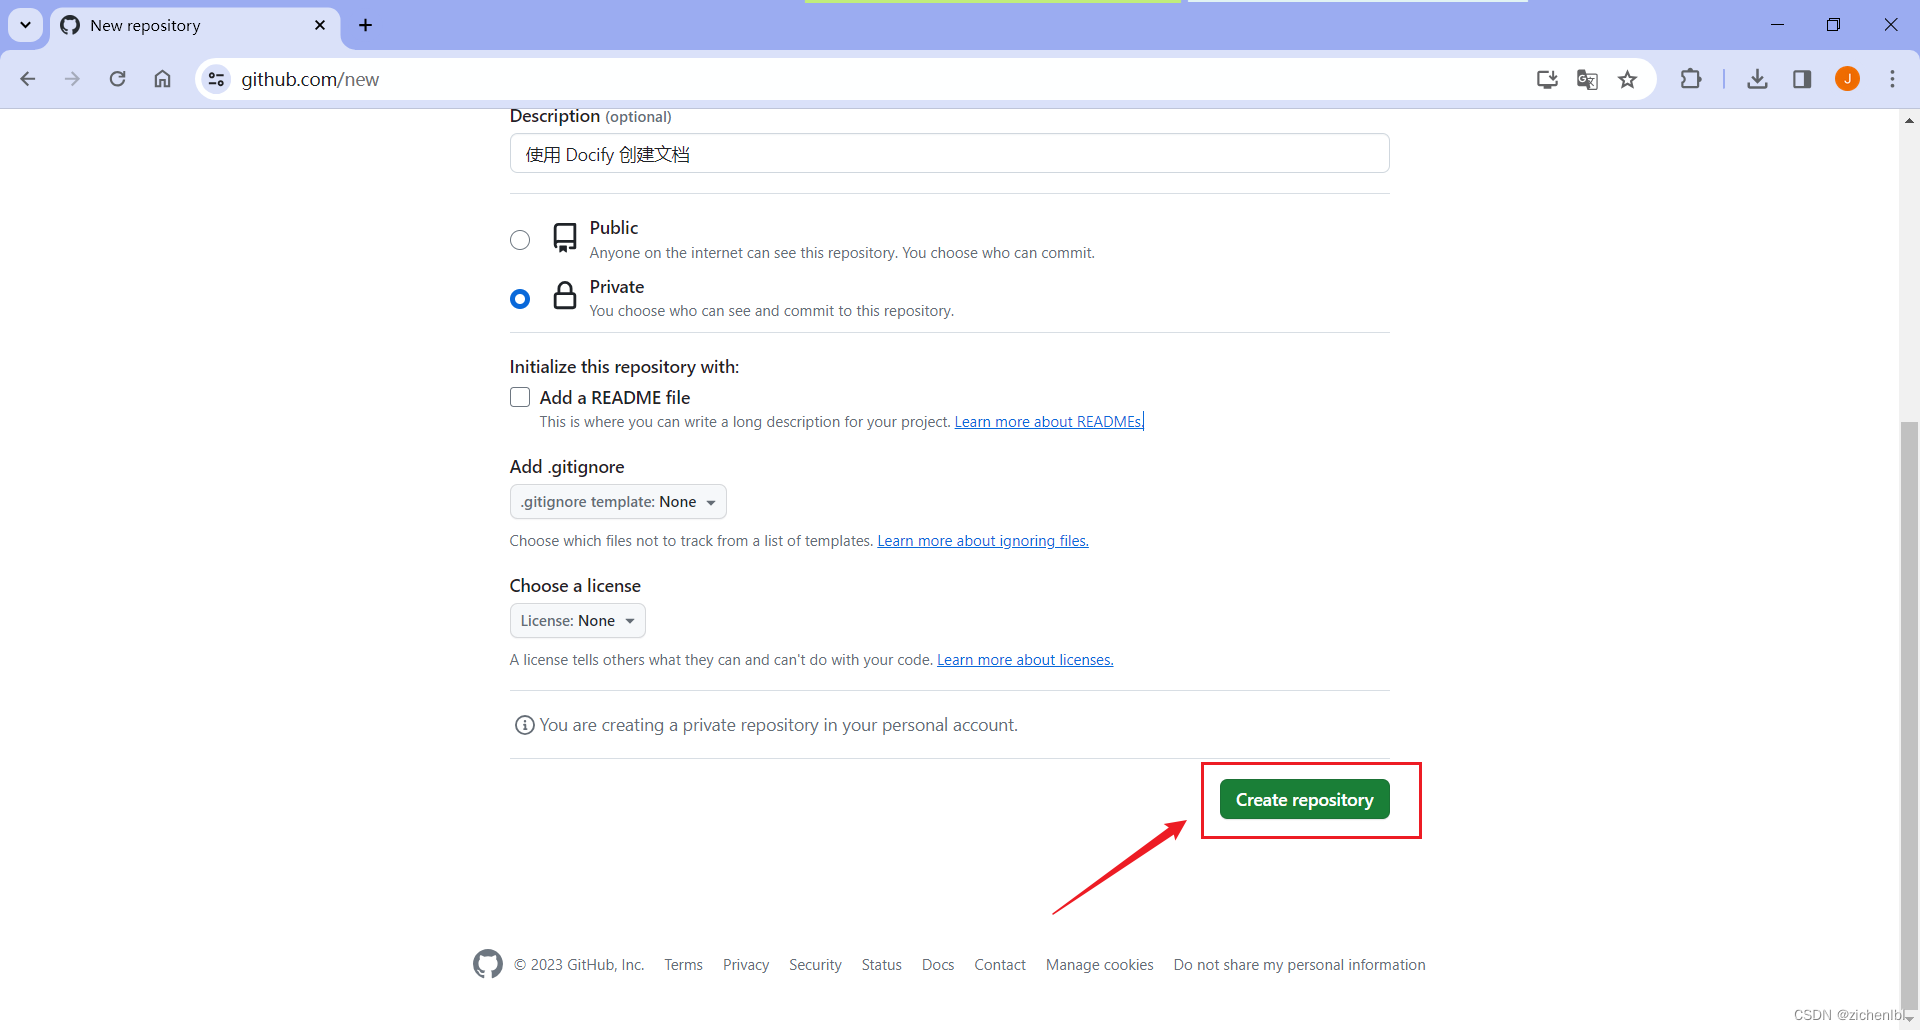 New repository
github.com/new
J
Description (optional)
使用 Docify 创建文档
Public
Anyone on the internet can see this repository. You choose who can commit.
Private
You choose who can see and commit to this repository.
Initialize this repository with:
Add a README file
This is where you can write a long description for your project. Learn more about READMEs.
Add .gitignore
.gitignore template: None
Choose which files not to track from a list of templates. Learn more about ignoring files.
Choose a license
License: None
A license tells others what they can and can't do with your code. Learn more about licenses.
You are creating a private repository in your personal account.
Create repository
© 2023 GitHub, Inc. Terms Privacy Security Status Docs Contact Manage cookies Do not share my personal information
CSDN